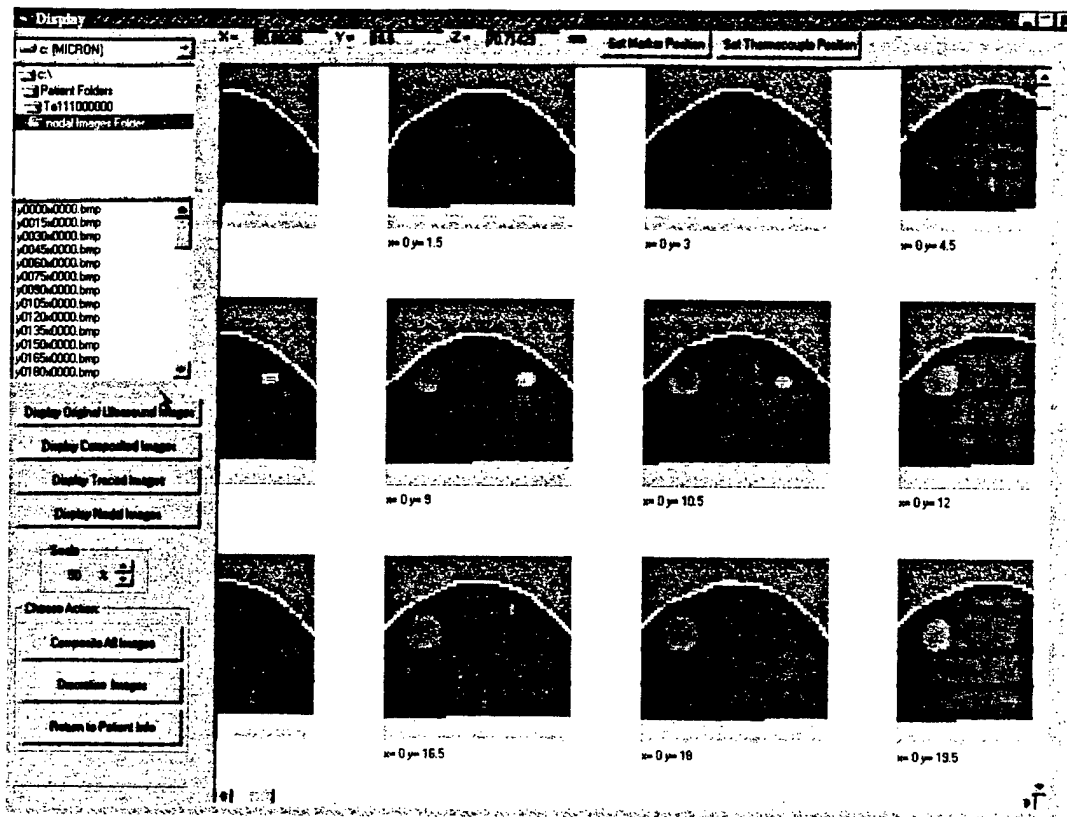 Display
c: [MICRON]
X= Y= Z=
Set Marker Position
Set Thermocouple Position
c:\
Patient Folders
Te111000000
nodal Images Folder
y0000x0000.bmp
y0015x0000.bmp
y0030x0000.bmp
y0045x0000.bmp
y0060x0000.bmp
y0075x0000.bmp
y0090x0000.bmp
y0105x0000.bmp
y0120x0000.bmp
y0135x0000.bmp
y0150x0000.bmp
y0165x0000.bmp
y0180x0000.bmp
Display Original Ultrasound Images
Display Composited Images
Display Traced Images
Display Nodal Images
Scale
%
Choose Action:
Composite All Images
Discretize Images
Return to Patient Info
x= 0 y= 1.5
x= 0 y= 3
x= 0 y= 4.5
x= 0 y= 9
x= 0 y= 10.5
x= 0 y= 12
x= 0 y= 16.5
x= 0 y= 18
x= 0 y= 19.5